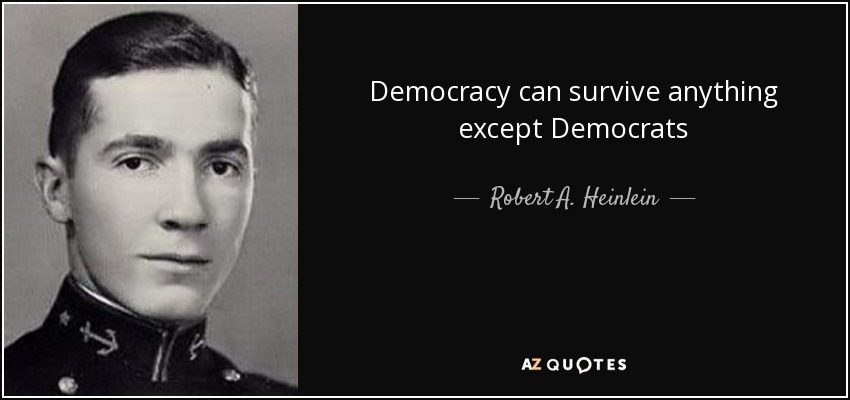 Democracy can survive anything
except Democrats
Robert A. Heinlein
AZ QUOTES